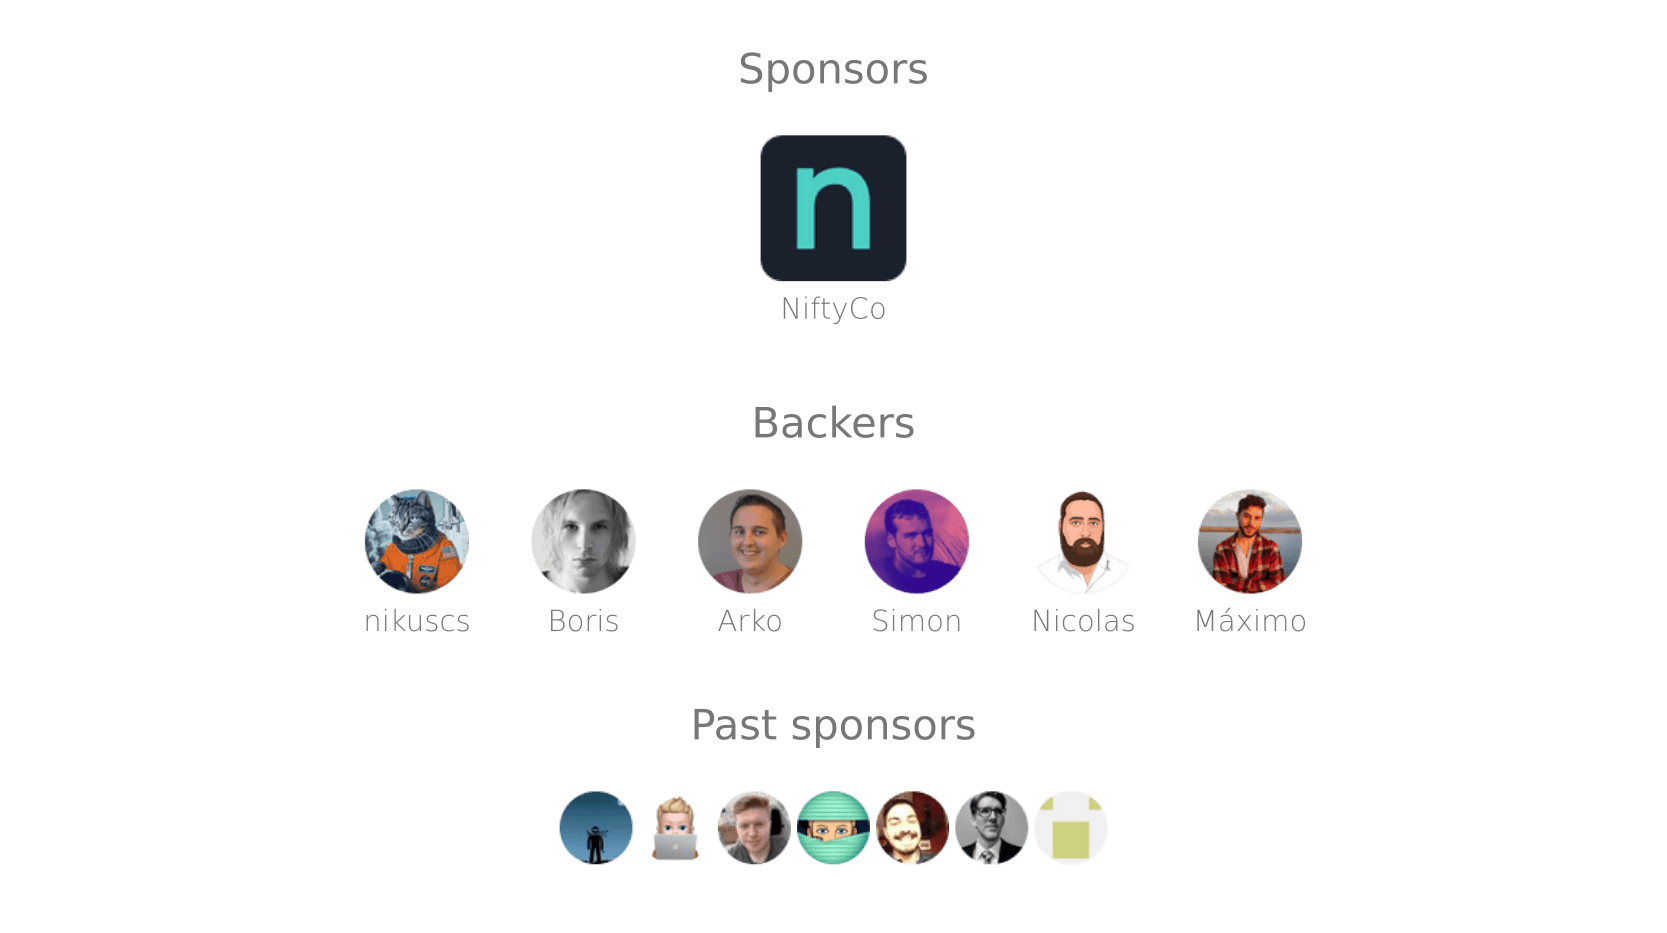 Sponsors
n
NiftyCo
Backers
nikuscs Boris Arko Simon Nicolas Máximo
Past sponsors